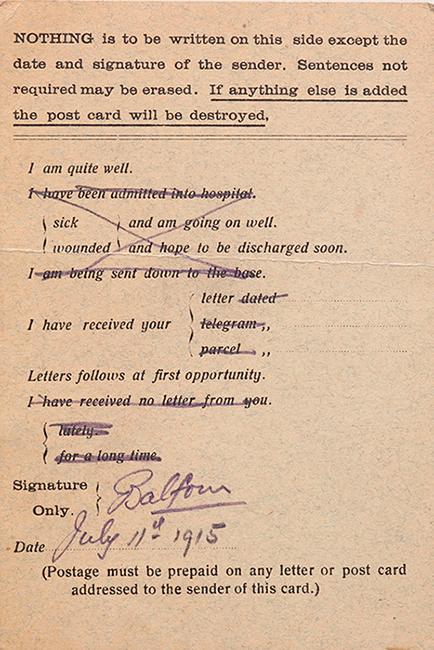 NOTHING is to be written on this side except the
date and signature of the sender. Sentences not
required may be erased. If anything else is added
the post card will be destroyed.
I am quite well.
I have been admitted into hospital.
sick and am going on well.
wounded and hope to be discharged soon.
I am being sent down to the base.
letter dated
I have received your telegram ,,
parcel ,,
Letters follows at first opportunity.
I have received no letter from you.
lately.
for a long time.
Signature
Only. Balfour
Date July 11th 1915
(Postage must be prepaid on any letter or post card
addressed to the sender of this card.)